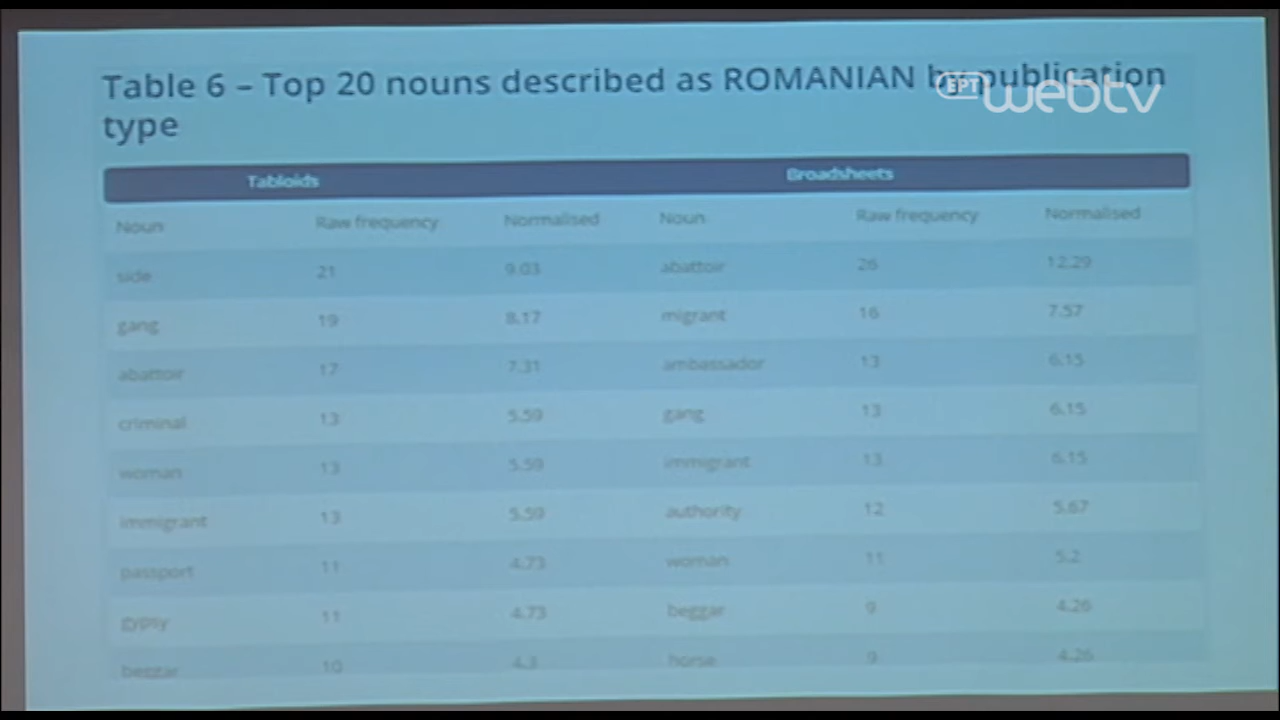 Table 6 – Top 20 nouns described as ROMANIAN by publication
type
ΕΡΤ webtv
Tabloids Broadsheets
Noun Raw frequency Normalised Noun Raw frequency Normalised
side 21 9.03 abattoir 26 12.29
gang 19 8.17 migrant 16 7.57
abattoir 17 7.31 ambassador 13 6.15
criminal 13 5.59 gang 13 6.15
woman 13 5.59 immigrant 13 6.15
immigrant 13 5.59 authority 12 5.67
passport 11 4.73 woman 11 5.2
gypsy 11 4.73 beggar 9 4.26
beggar 10 4.3 horse 9 4.26